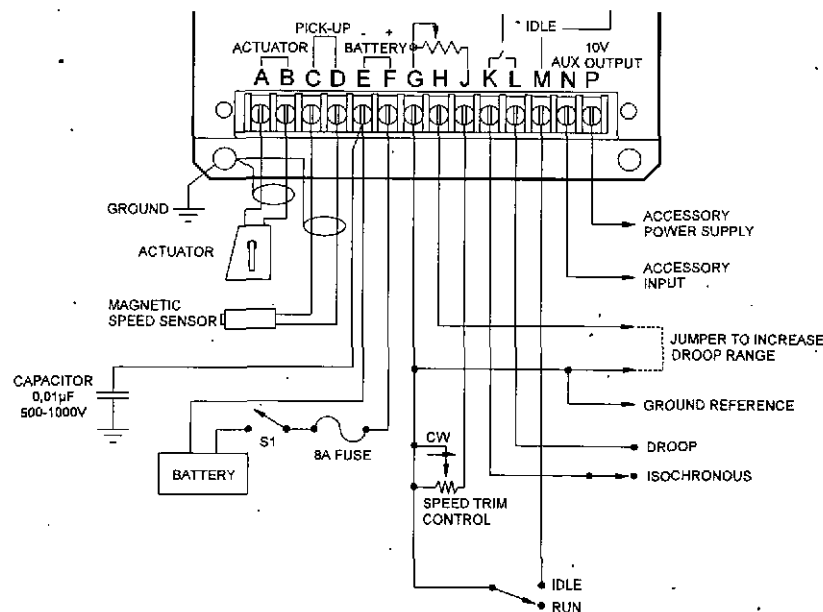 PICK-UP
IDLE
- +
ACTUATOR
BATTERY
10V
AUX OUTPUT
A B C D E F G H J K L M N P
GROUND
ACCESSORY
POWER SUPPLY
ACTUATOR
ACCESSORY
INPUT
MAGNETIC
SPEED SENSOR
JUMPER TO INCREASE
DROOP RANGE
CAPACITOR
0,01µF
500-1000V
GROUND REFERENCE
CW
S1
8A FUSE
DROOP
BATTERY
ISOCHRONOUS
SPEED TRIM
CONTROL
IDLE
RUN